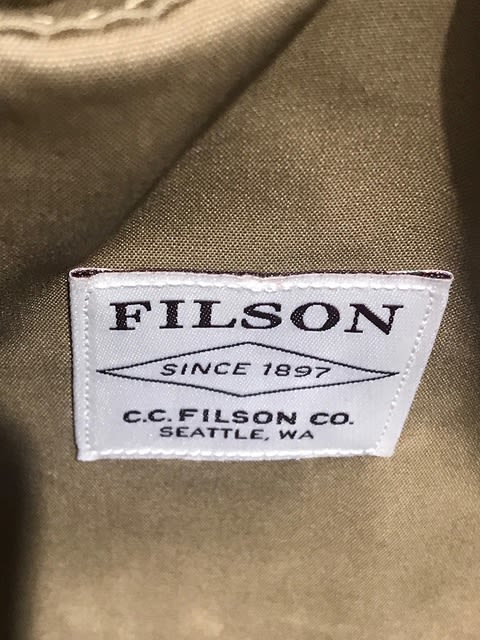 FILSON
SINCE 1897
C.C. FILSON CO.
SEATTLE, WA